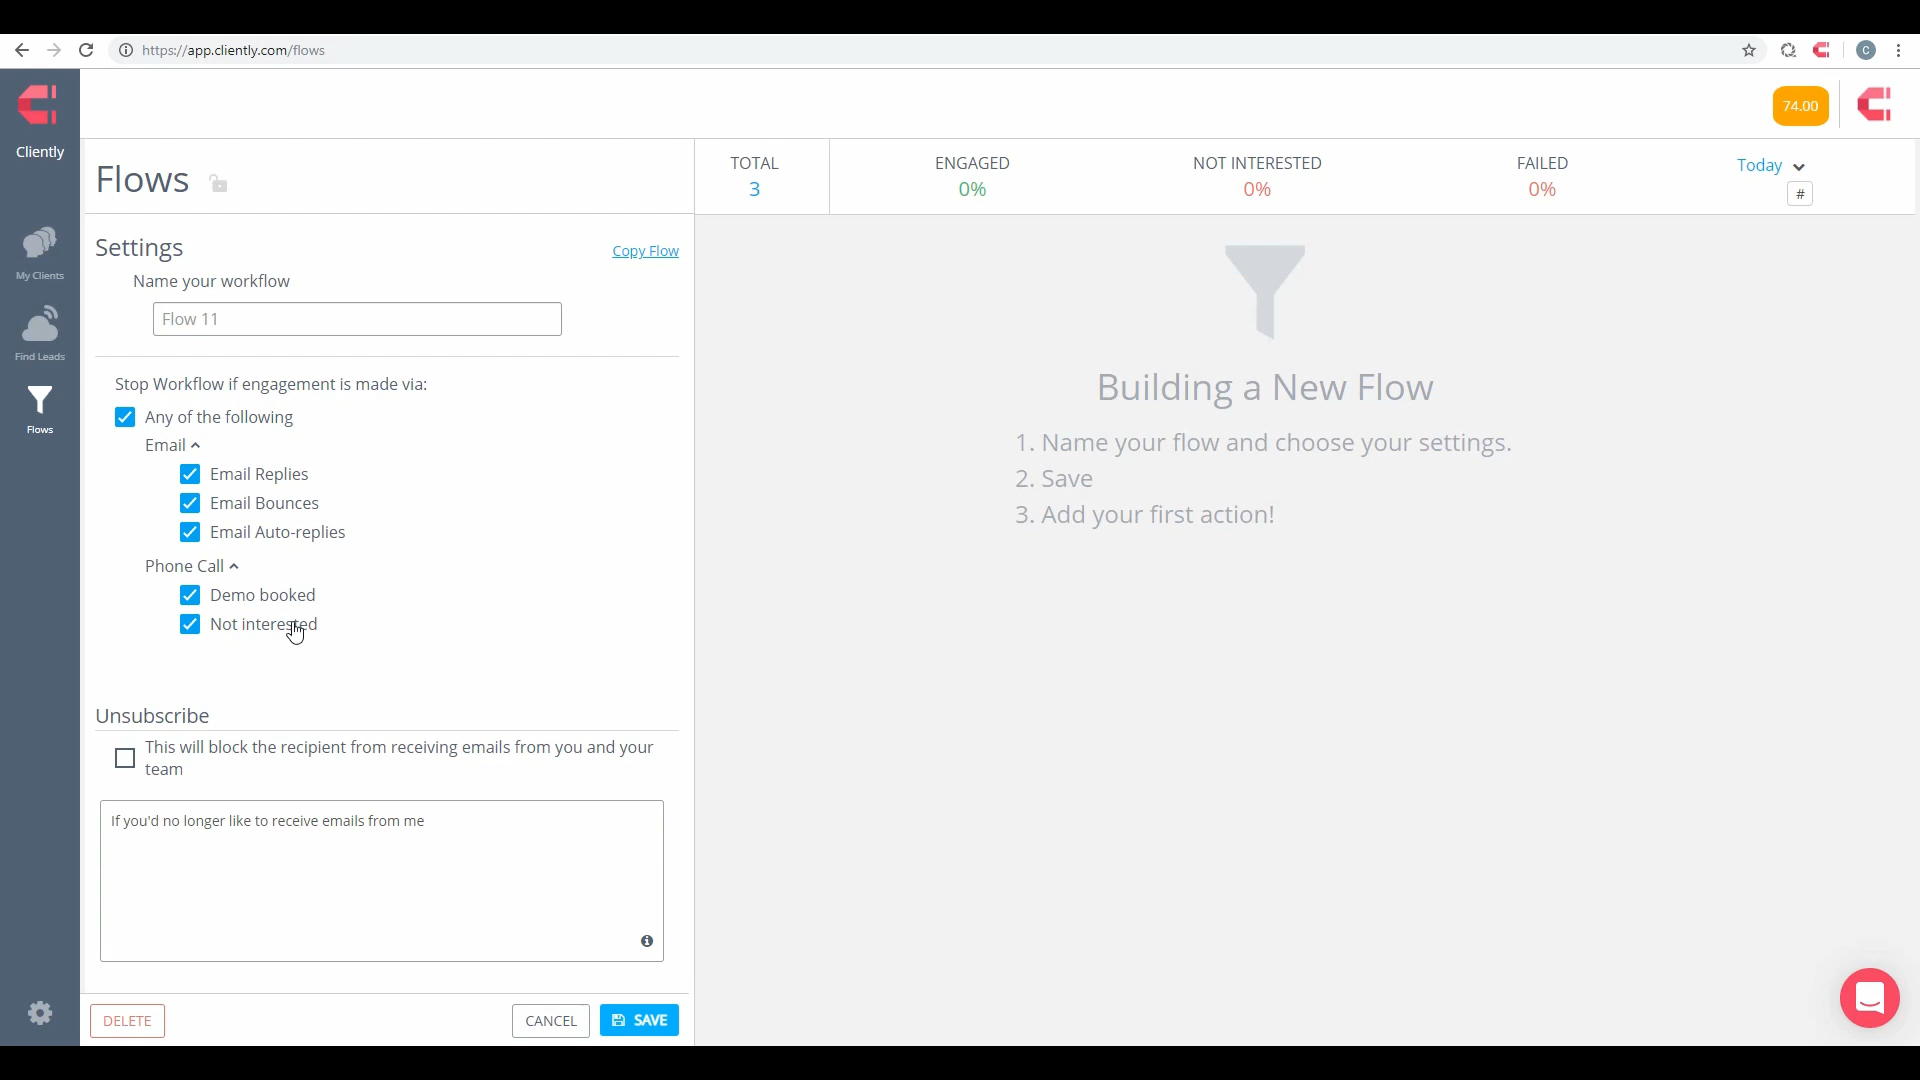 https://app.cliently.com/flows
C
Cliently
74.00
My Clients
Find Leads
Flows
Flows
TOTAL
3
ENGAGED
0%
NOT INTERESTED
0%
FAILED
0%
Today
#
Settings
Copy Flow
Name your workflow
Flow 11
Stop Workflow if engagement is made via:
Any of the following
Email
Email Replies
Email Bounces
Email Auto-replies
Phone Call
Demo booked
Not interested
Unsubscribe
This will block the recipient from receiving emails from you and your
team
If you'd no longer like to receive emails from me
DELETE
CANCEL
SAVE
Building a New Flow
1. Name your flow and choose your settings.
2. Save
3. Add your first action!